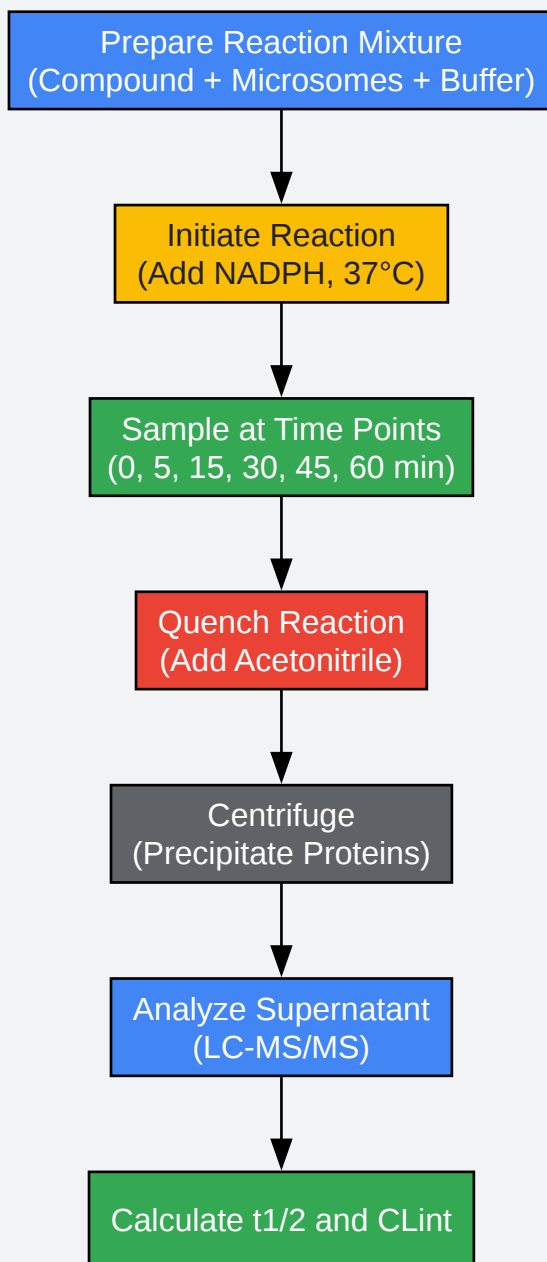 Prepare Reaction Mixture
(Compound + Microsomes + Buffer)
Initiate Reaction
(Add NADPH, 37°C)
Sample at Time Points
(0, 5, 15, 30, 45, 60 min)
Quench Reaction
(Add Acetonitrile)
Centrifuge
(Precipitate Proteins)
Analyze Supernatant
(LC-MS/MS)
Calculate t1/2 and CLint